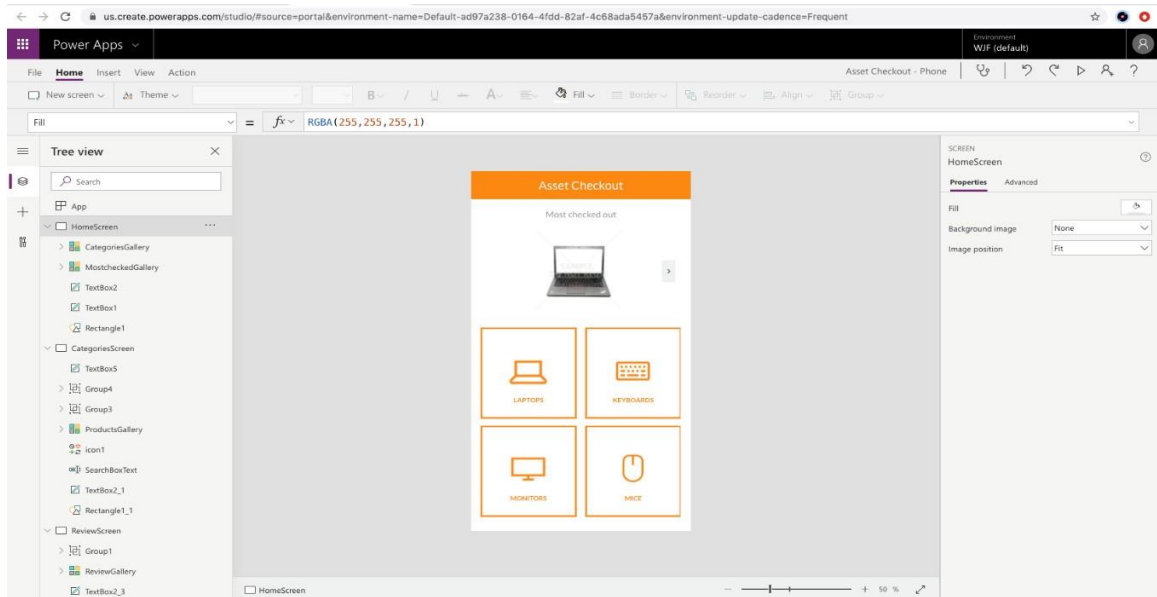 us.create.powerapps.com/studio/#source=portal&environment-name=Default-ad97a238-0164-4fdd-82af-4c68ada5457a&environment-update-cadence=Frequent
Power Apps
Environment
WJF (default)
File Home Insert View Action
Asset Checkout - Phone
New screen Theme B / U A Fill Border Reorder Align Group
Fill = fx RGBA(255,255,255,1)
Tree view
Search
App
HomeScreen
CategoriesGallery
MostcheckedGallery
TextBox2
TextBox1
Rectangle1
CategoriesScreen
TextBox5
Group4
Group3
ProductsGallery
icon1
SearchBoxText
TextBox2_1
Rectangle1_1
ReviewScreen
Group1
ReviewGallery
TextBox2_3
Asset Checkout
Most checked out
LAPTOPS
KEYBOARDS
MONITORS
MICE
HomeScreen
50 %
SCREEN
HomeScreen
Properties Advanced
Fill
Background image None
Image position Fit